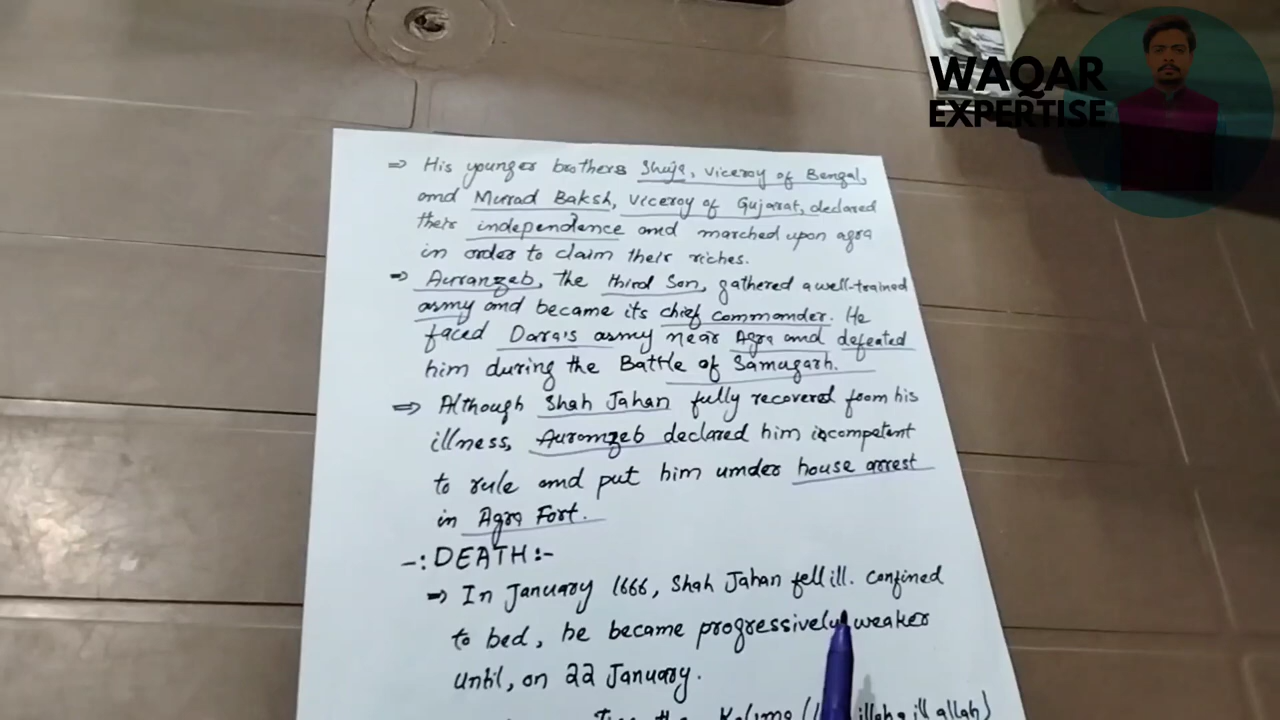 WAQAR
EXPERTISE
⇒ His younger brothers Shuja, viceroy of Bengal,
and Murad Baksh, viceroy of Gujarat, declared
their independence and marched upon agra
in order to claim their riches.
⇒ Auranzeb, the third Son, gathered a well-trained
army and became its chief commander. He
faced Dara's army near Agra and defeated
him during the Battle of Samugarh.
⇒ Although Shah Jahan fully recovered from his
illness, Auranzeb declared him incompetent
to rule and put him under house arrest
in Agra Fort.
-: DEATH :-
⇒ In January 1666, Shah Jahan fell ill. Confined
to bed, he became progressively weaker
until, on 22 January.
the Kalima